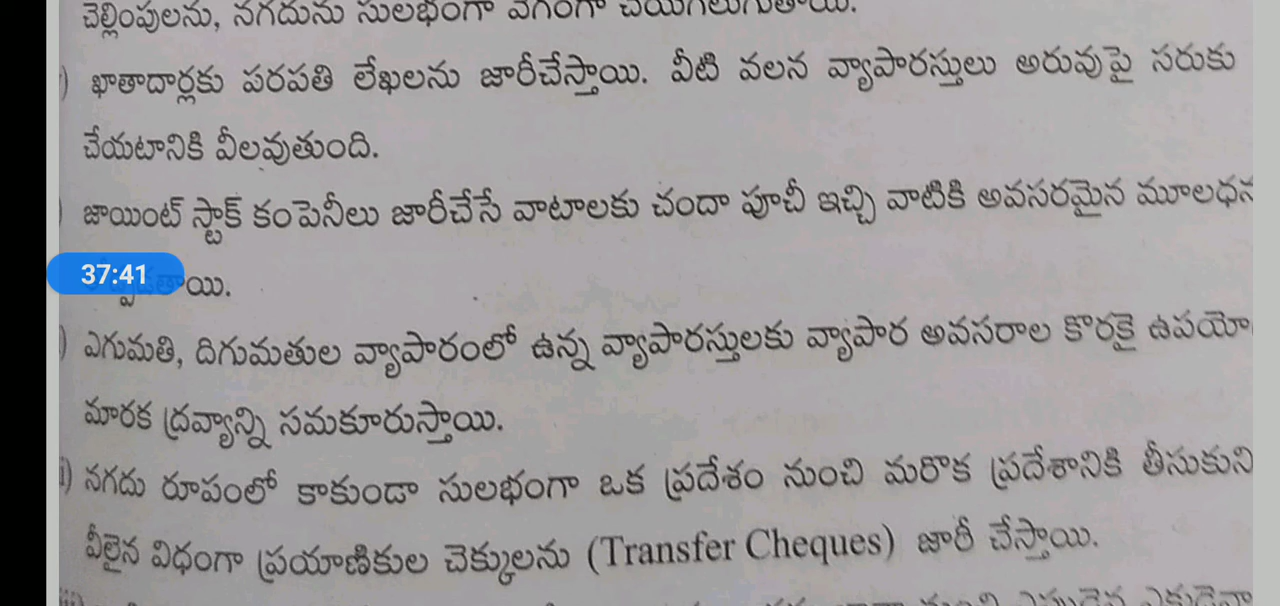 చెల్లింపులను, నగదును సులభంగా వేగంగా చేయగలుగుతాయి.
) ఖాతాదార్లకు పరపతి లేఖలను జారీచేస్తాయి. వీటి వలన వ్యాపారస్తులు అరువుపై సరుకు
చేయటానికి వీలవుతుంది.
) జాయింట్ స్టాక్ కంపెనీలు జారీచేసే వాటాలకు చందా పూచీ ఇచ్చి వాటికి అవసరమైన మూలధన
37:41
) ఎగుమతి, దిగుమతుల వ్యాపారంలో ఉన్న వ్యాపారస్తులకు వ్యాపార అవసరాల కొరకై ఉపయో
మారక ద్రవ్యాన్ని సమకూరుస్తాయి.
i) నగదు రూపంలో కాకుండా సులభంగా ఒక ప్రదేశం నుంచి మరొక ప్రదేశానికి తీసుకుని
వీలైన విధంగా ప్రయాణికుల చెక్కులను (Transfer Cheques) జారీ చేస్తాయి.